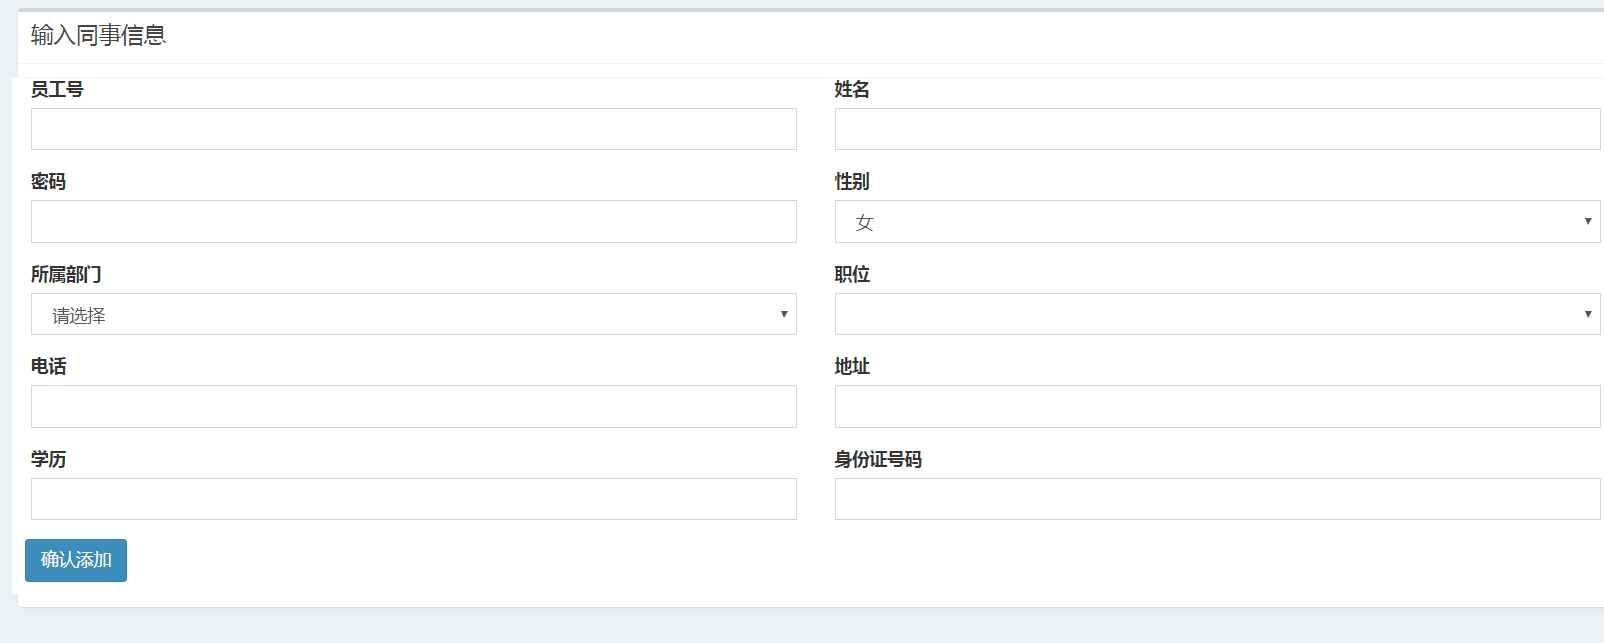 输入同事信息
员工号
姓名
密码
性别
女
所属部门
职位
请选择
电话
地址
学历
身份证号码
确认添加